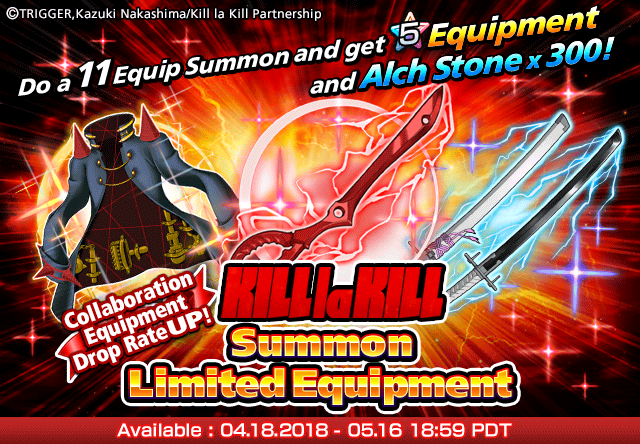 ©TRIGGER,Kazuki Nakashima/Kill la Kill Partnership
Do a 11 Equip Summon and get 5 Equipment
and Alch Stone x 300!
Collaboration
Equipment
Drop Rate UP!
KILL la KILL
Summon
Limited Equipment
Available : 04.18.2018 - 05.16 18:59 PDT